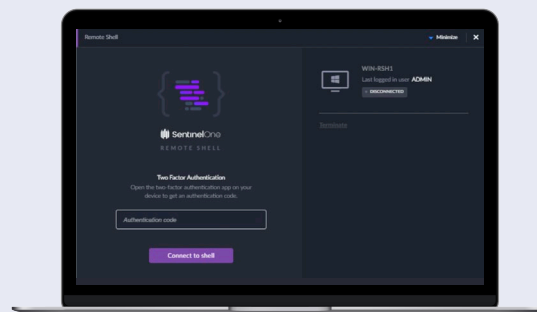 Remote Shell
Minimize
SentinelOne
REMOTE SHELL
Two Factor Authentication
Open the two-factor authentication app on your
device to get an authentication code.
Authentication code
Connect to shell
WIN-RSH1
Last logged in user ADMIN
DISCONNECTED
Terminate